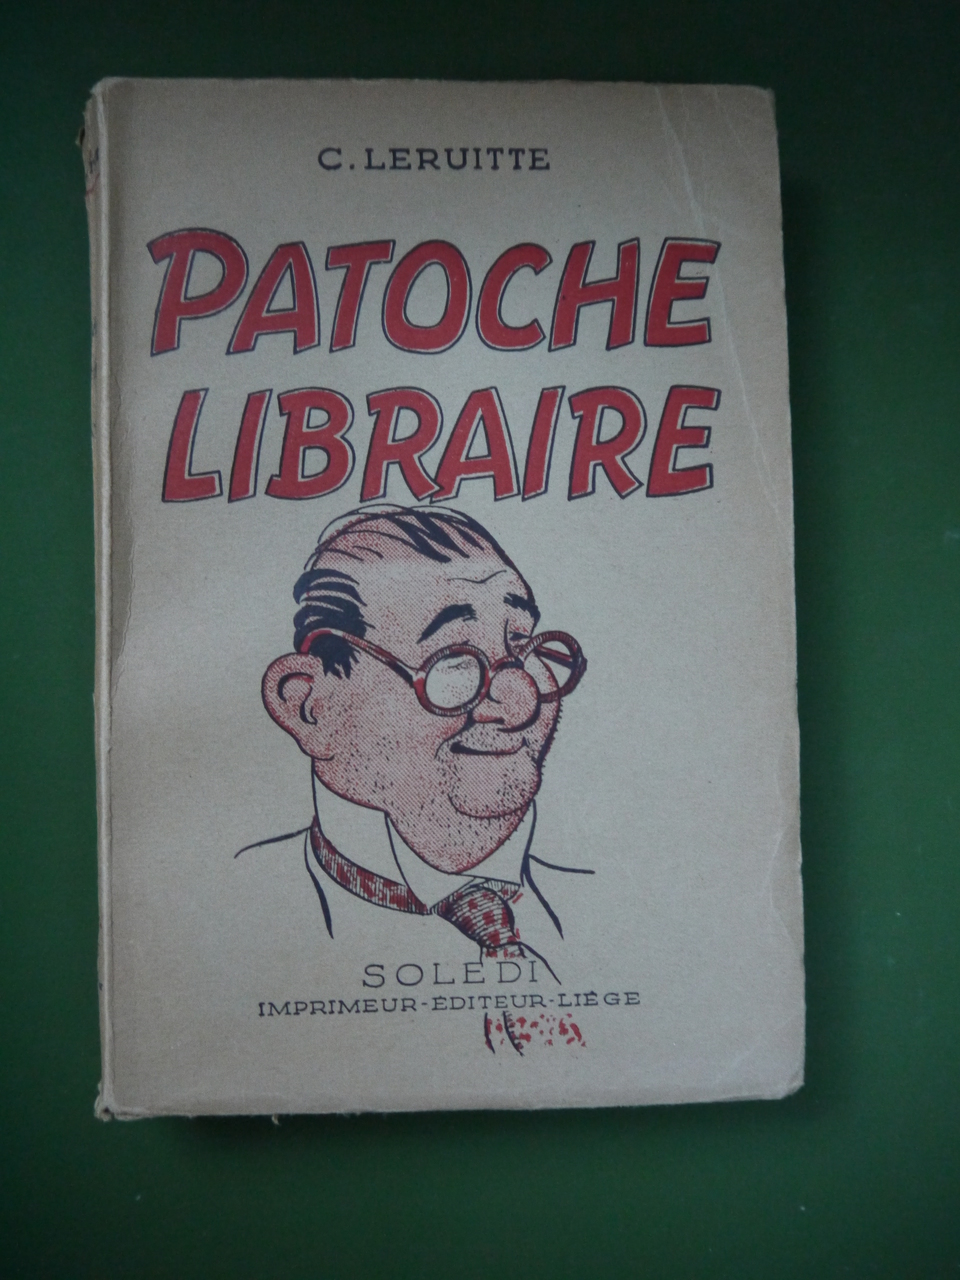 C. LERUITTE
PATOCHE
LIBRAIRE
SOLEDI
IMPRIMEUR-ÉDITEUR-LIÈGE